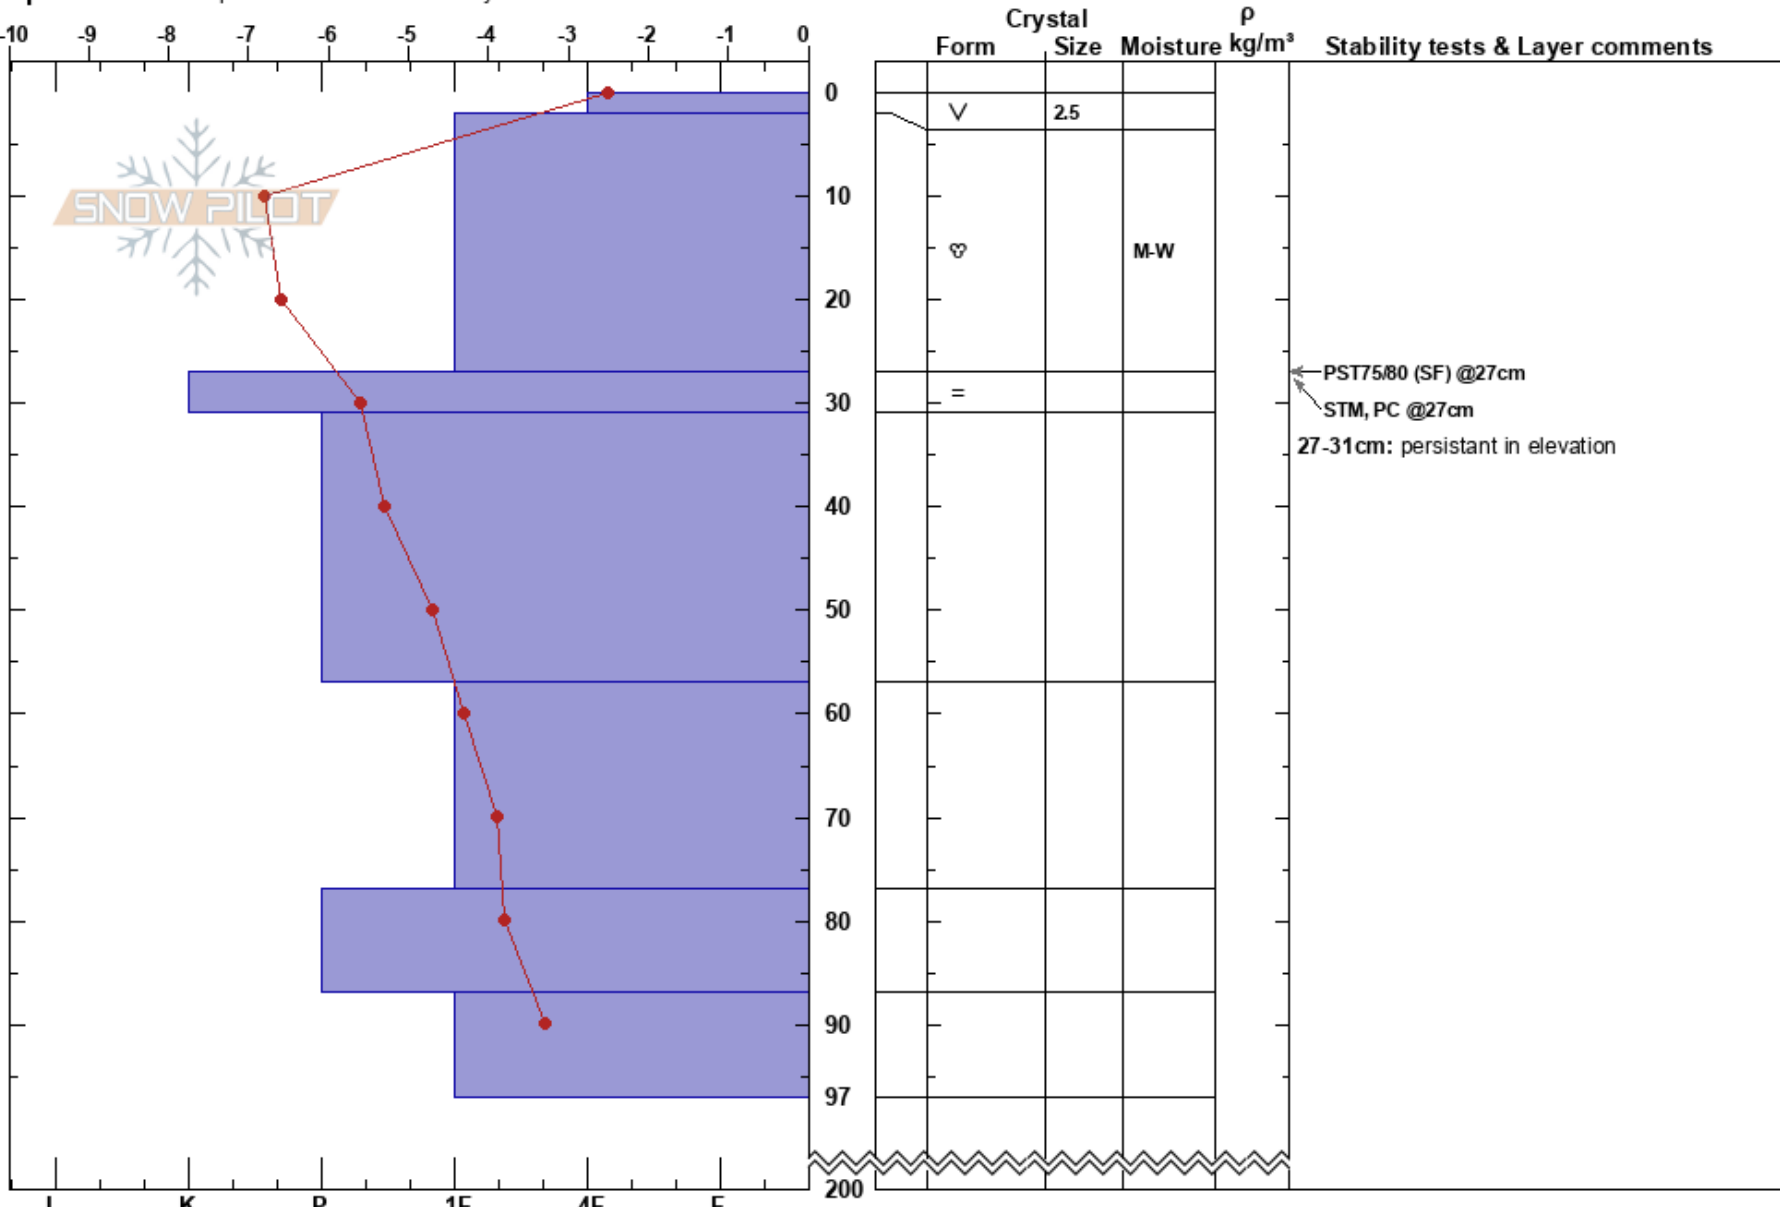 -10 -9 -8 -7 -6 -5 -4 -3 -2 -1 0
Crystal ρ
Form Size Moisture kg/m³ Stability tests & Layer comments
0
2.5
10
SNOW PILOT
M-W
20
PST75/80 (SF) @27cm
30
=
STM, PC @27cm
27-31cm: persistant in elevation
40
50
60
70
80
90
97
200
K P 1F 4F F